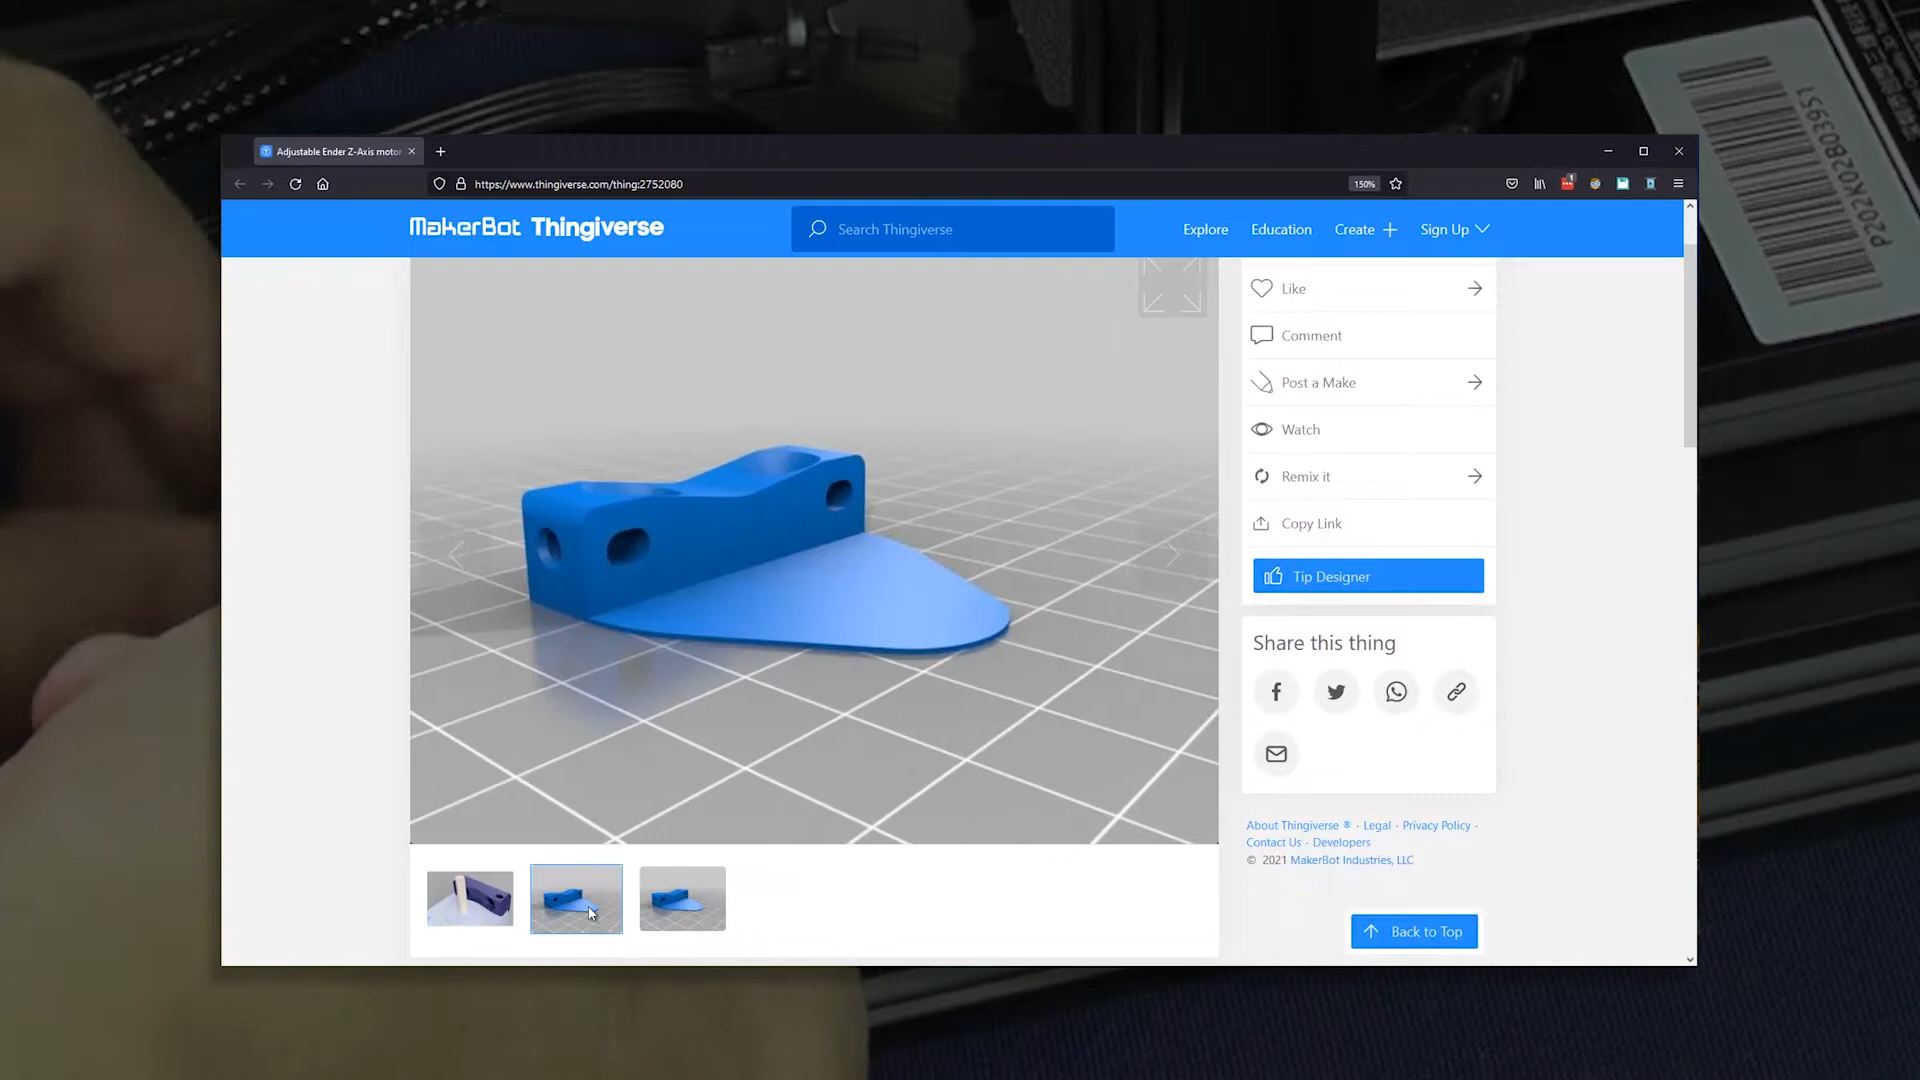 Adjustable Ender Z-Axis motor
https://www.thingiverse.com/thing:2752080
150%
1
MakerBot Thingiverse
Search Thingiverse
Explore
Education
Create
Sign Up
Like
Comment
Post a Make
Watch
Remix it
Copy Link
Tip Designer
Share this thing
About Thingiverse ® · Legal · Privacy Policy ·
Contact Us · Developers
© 2021 MakerBot Industries, LLC
Back to Top
P202K02B039S1